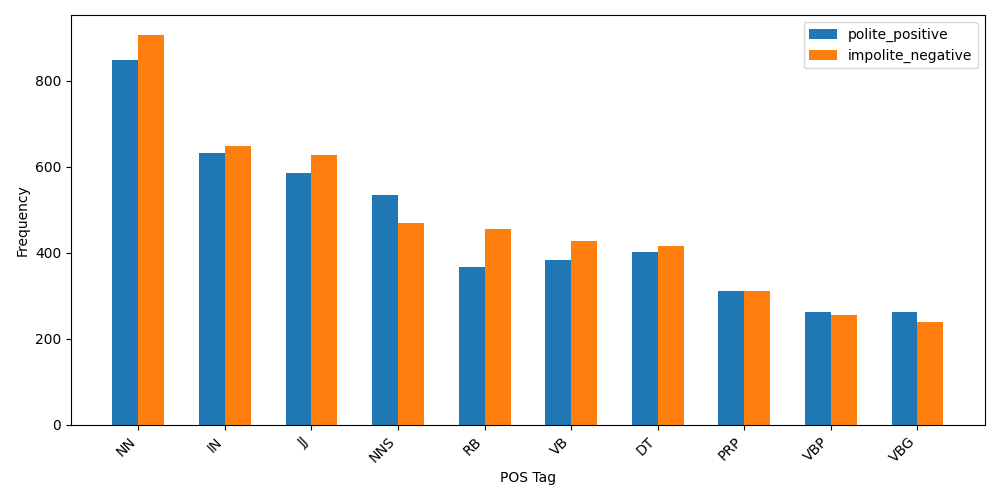 polite_positive
impolite_negative
Frequency
800
600
400
200
0
NN IN JJ NNS RB VB DT PRP VBP VBG
POS Tag